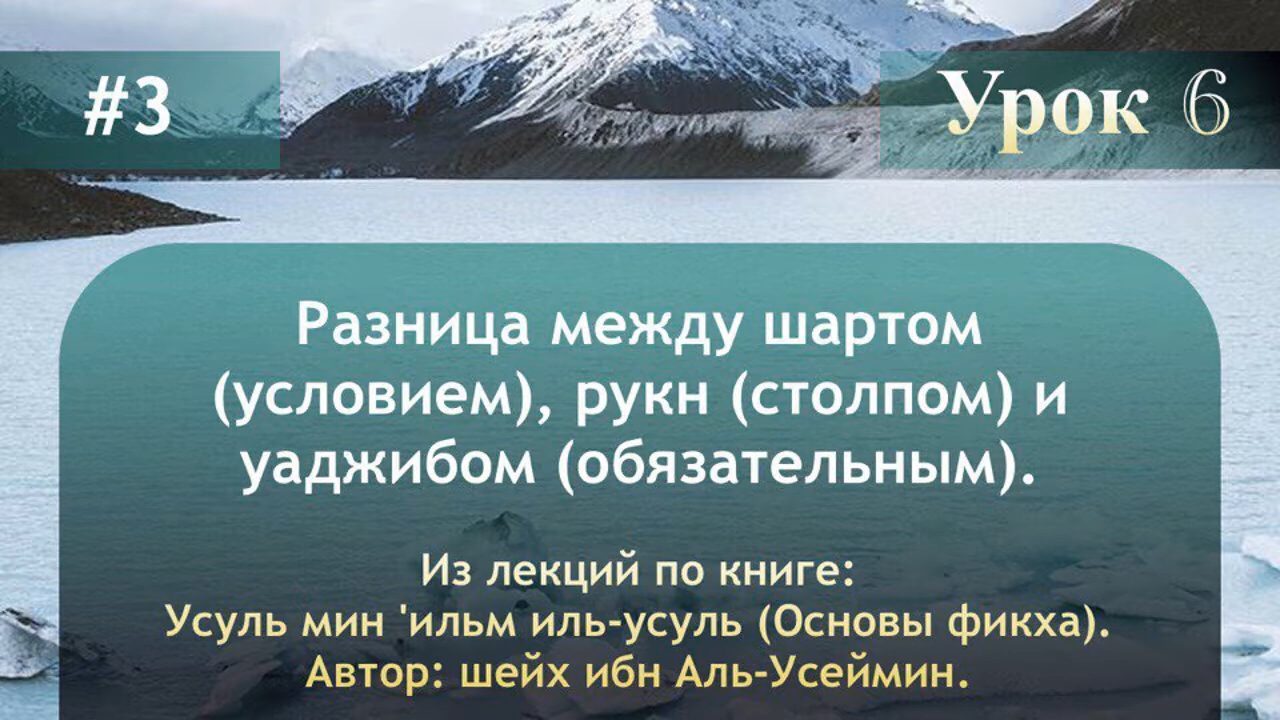 #3
Урок 6
Разница между шартом
(условием), рукн (столпом) и
уаджибом (обязательным).
Из лекций по книге:
Усуль мин 'ильм иль-усуль (Основы фикха).
Автор: шейх ибн Аль-Усеймин.